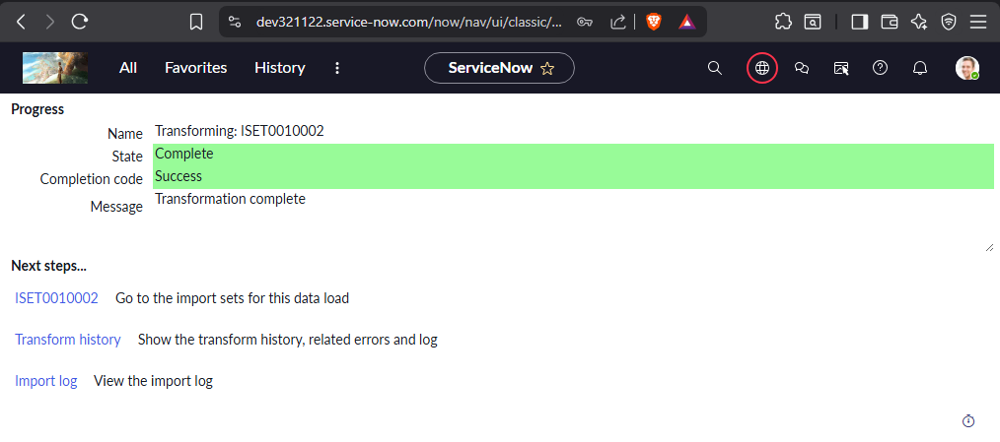 dev321122.service-now.com/now/nav/ui/classic/...
All Favorites History ServiceNow
Progress
Name Transforming: ISET0010002
State Complete
Completion code Success
Message Transformation complete
Next steps...
ISET0010002 Go to the import sets for this data load
Transform history Show the transform history, related errors and log
Import log View the import log